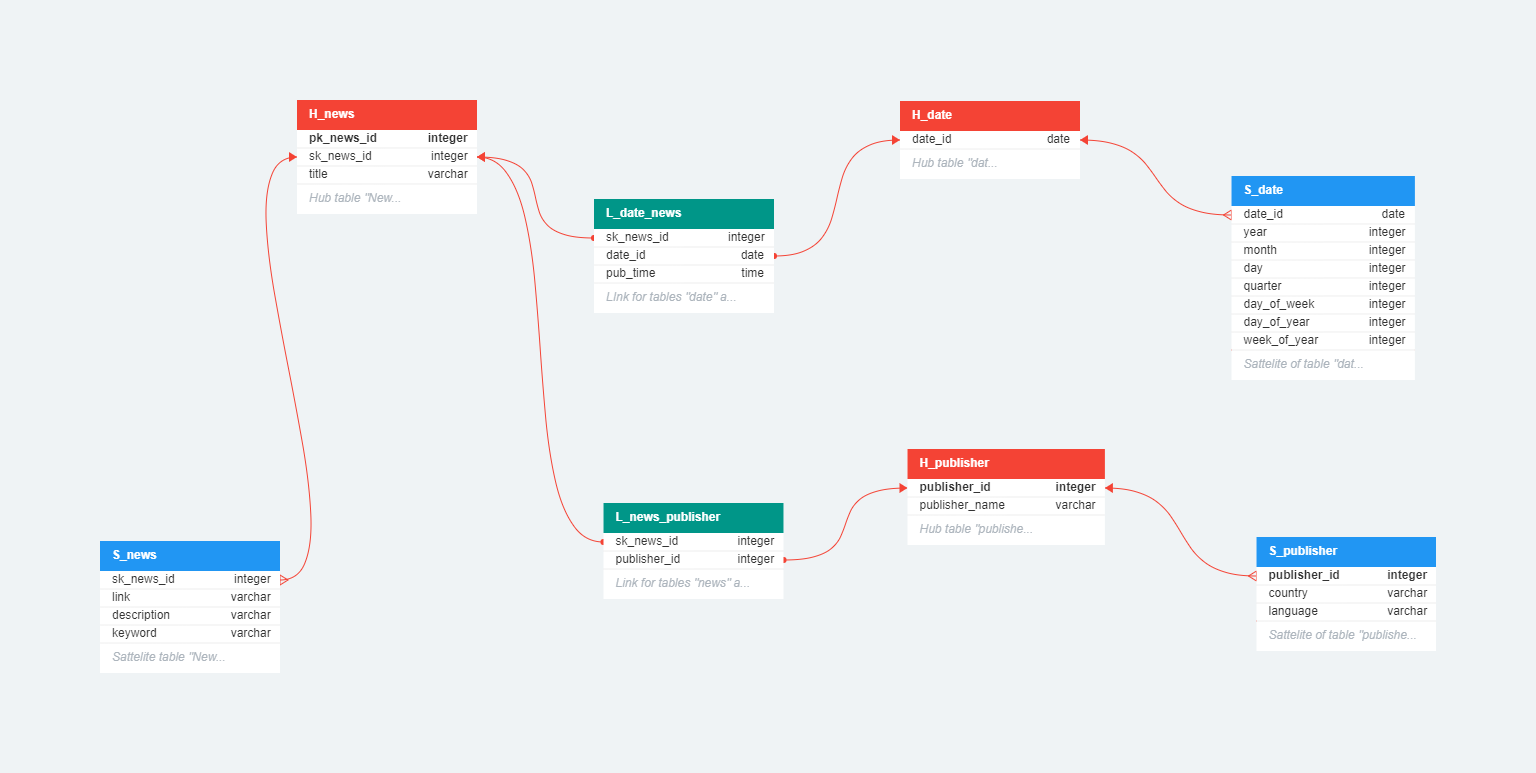 H_news
pk_news_id integer
sk_news_id integer
title varchar
Hub table "New...
H_date
date_id date
Hub table "dat...
L_date_news
sk_news_id integer
date_id date
pub_time time
LInk for tables "date" a...
S_date
date_id date
year integer
month integer
day integer
quarter integer
day_of_week integer
day_of_year integer
week_of_year integer
Sattelite of table "dat...
H_publisher
publisher_id integer
publisher_name varchar
Hub table "publishe...
L_news_publisher
sk_news_id integer
publisher_id integer
Link for tables "news" a...
S_news
sk_news_id integer
link varchar
description varchar
keyword varchar
Sattelite table "New...
S_publisher
publisher_id integer
country varchar
language varchar
Sattelite of table "publishe...